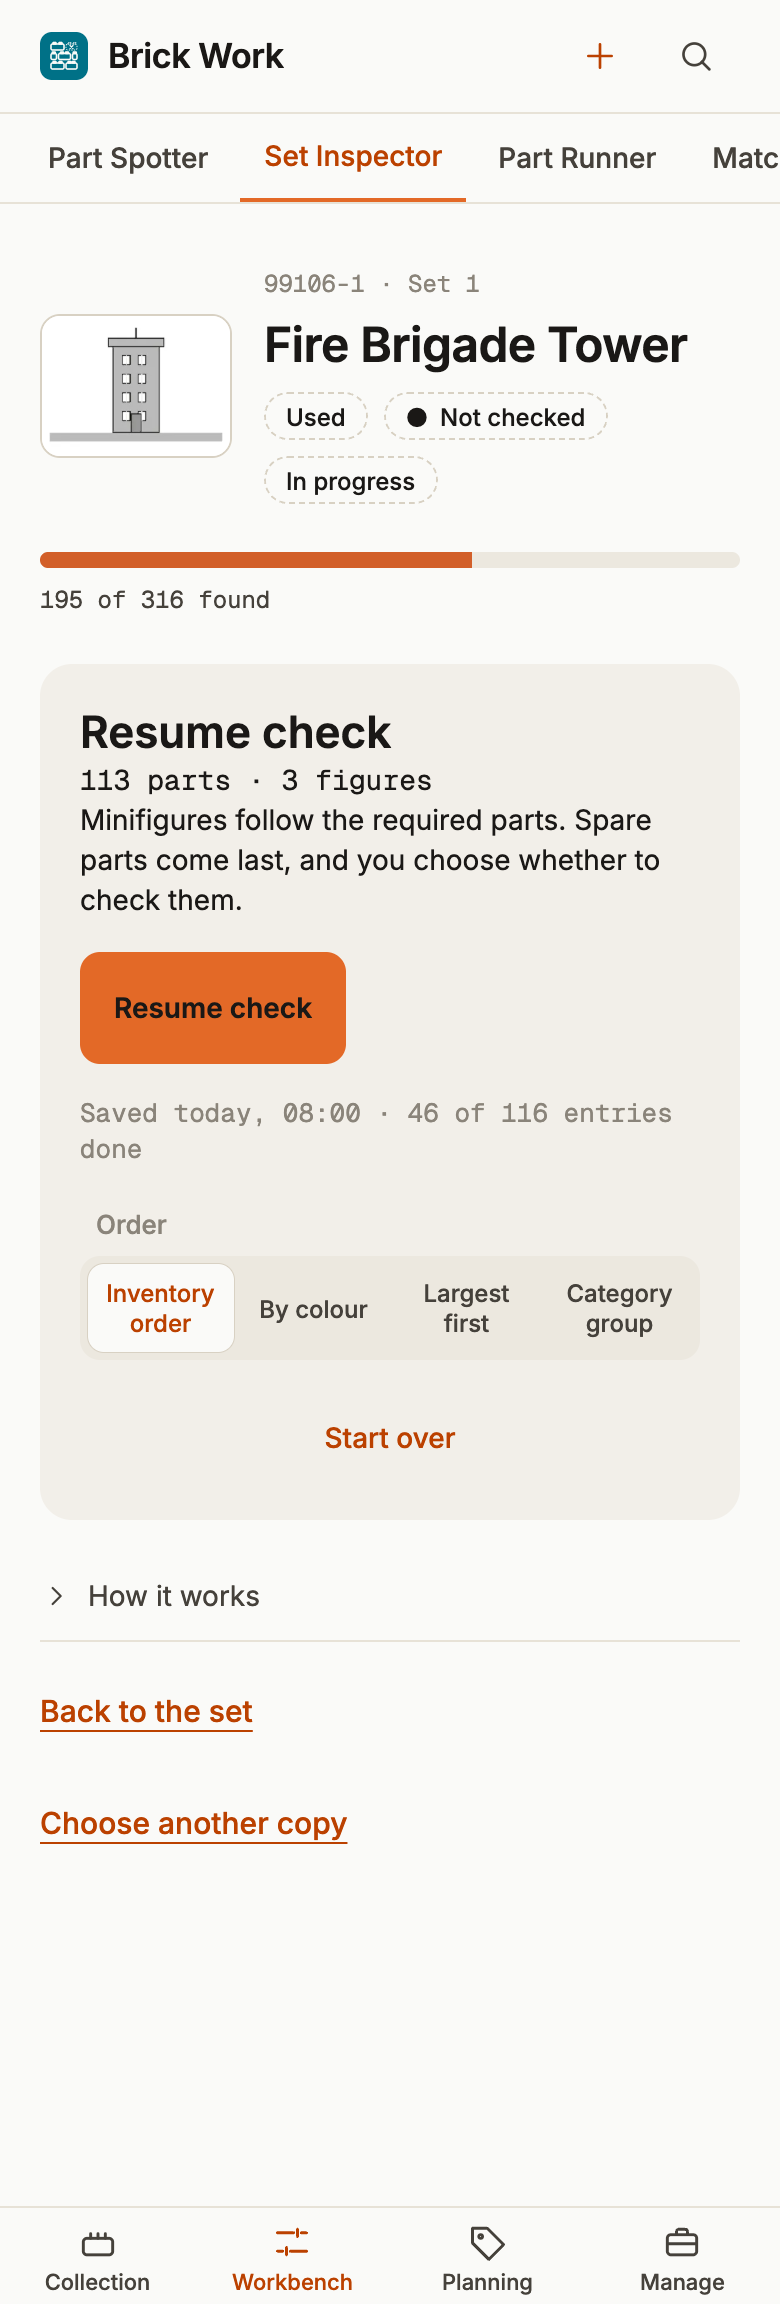 Brick Work
Part Spotter
Set Inspector
Part Runner
Matc
99106-1 · Set 1
Fire Brigade Tower
Used
Not checked
In progress
195 of 316 found
Resume check
113 parts · 3 figures
Minifigures follow the required parts. Spare
parts come last, and you choose whether to
check them.
Resume check
Saved today, 08:00 · 46 of 116 entries
done
Order
Inventory
order
By colour
Largest
first
Category
group
Start over
How it works
Back to the set
Choose another copy
Collection
Workbench
Planning
Manage